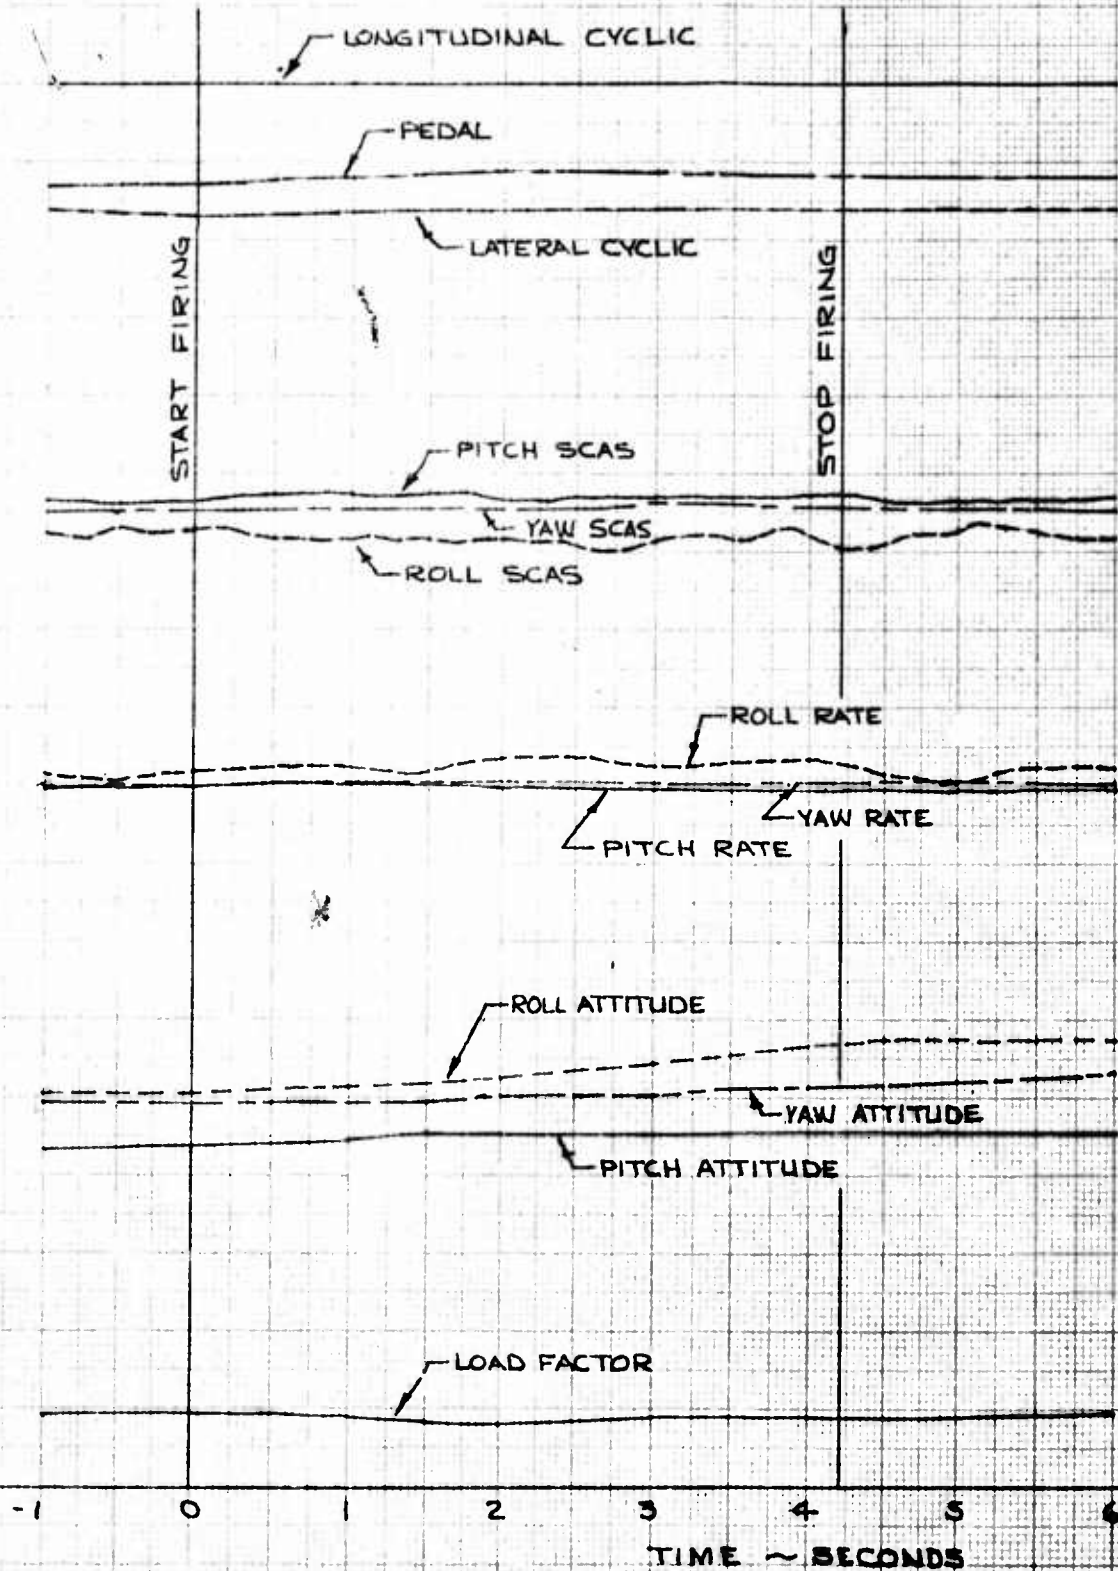 LONGITUDINAL CYCLIC
PEDAL
LATERAL CYCLIC
START FIRING
STOP FIRING
PITCH SCAS
YAW SCAS
ROLL SCAS
ROLL RATE
YAW RATE
PITCH RATE
ROLL ATTITUDE
YAW ATTITUDE
PITCH ATTITUDE
LOAD FACTOR
-1 0 1 2 3 4 5 6
TIME ~ SECONDS